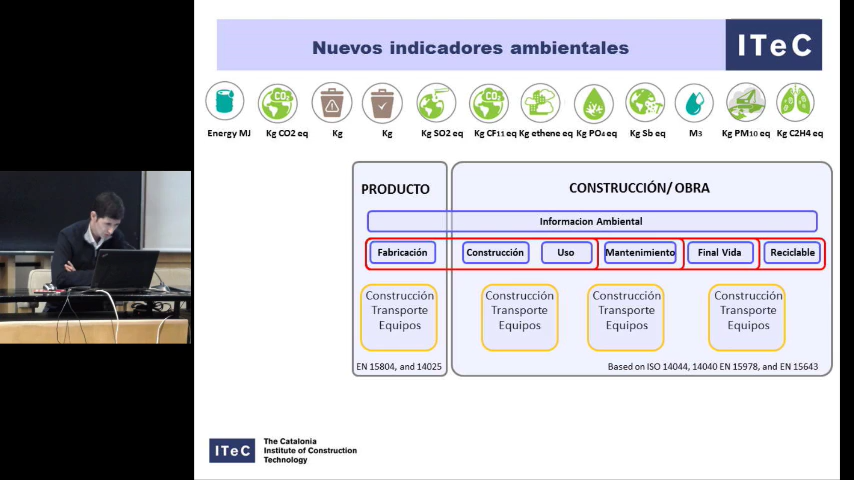 Nuevos indicadores ambientales
ITeC
CO2
CO2
Energy MJ
Kg CO2 eq
Kg
Kg
Kg SO2 eq
Kg CF11 eq
Kg ethene eq
Kg PO4 eq
Kg Sb eq
M3
Kg PM10 eq
Kg C2H4 eq
PRODUCTO
CONSTRUCCIÓN/ OBRA
Informacion Ambiental
Fabricación
Construcción
Uso
Mantenimiento
Final Vida
Reciclable
Construcción
Transporte
Equipos
Construcción
Transporte
Equipos
Construcción
Transporte
Equipos
Construcción
Transporte
Equipos
EN 15804, and 14025
Based on ISO 14044, 14040 EN 15978, and EN 15643
ITeC
The Catalonia
Institute of Construction
Technology